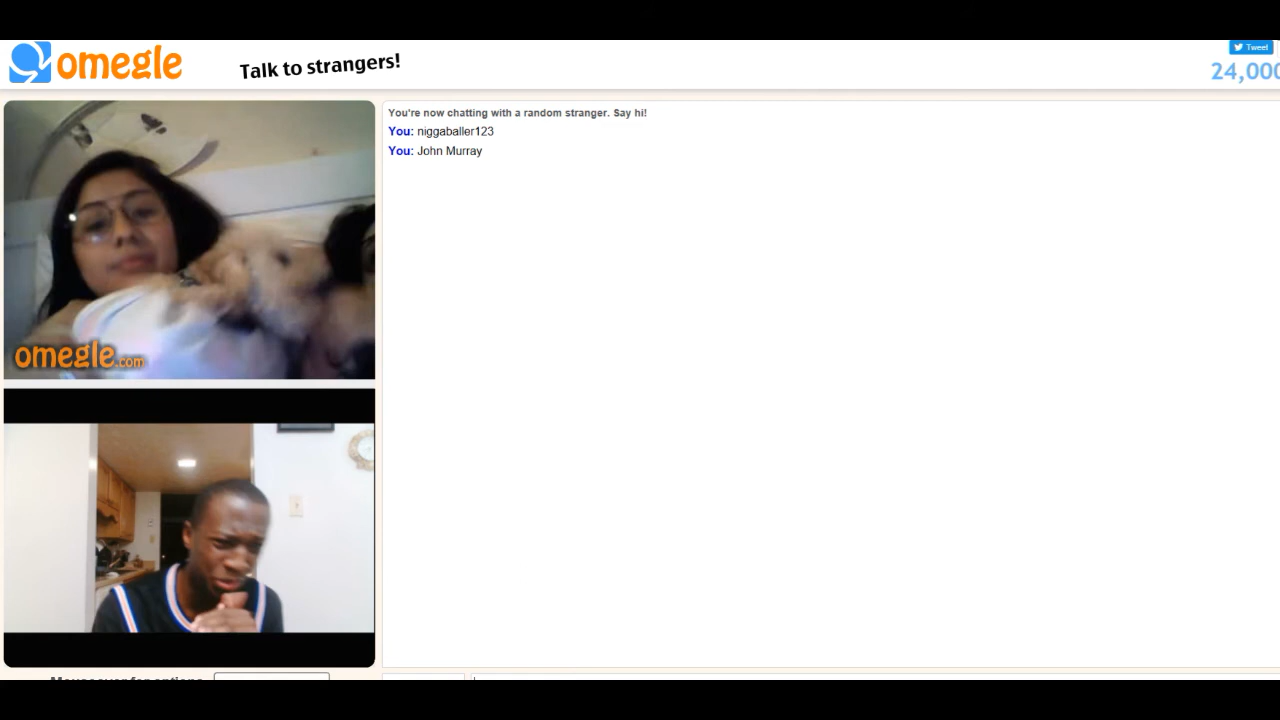 omegle
Talk to strangers!
Tweet
24,000
You're now chatting with a random stranger. Say hi!
You: niggaballer123
You: John Murray
omegle.com